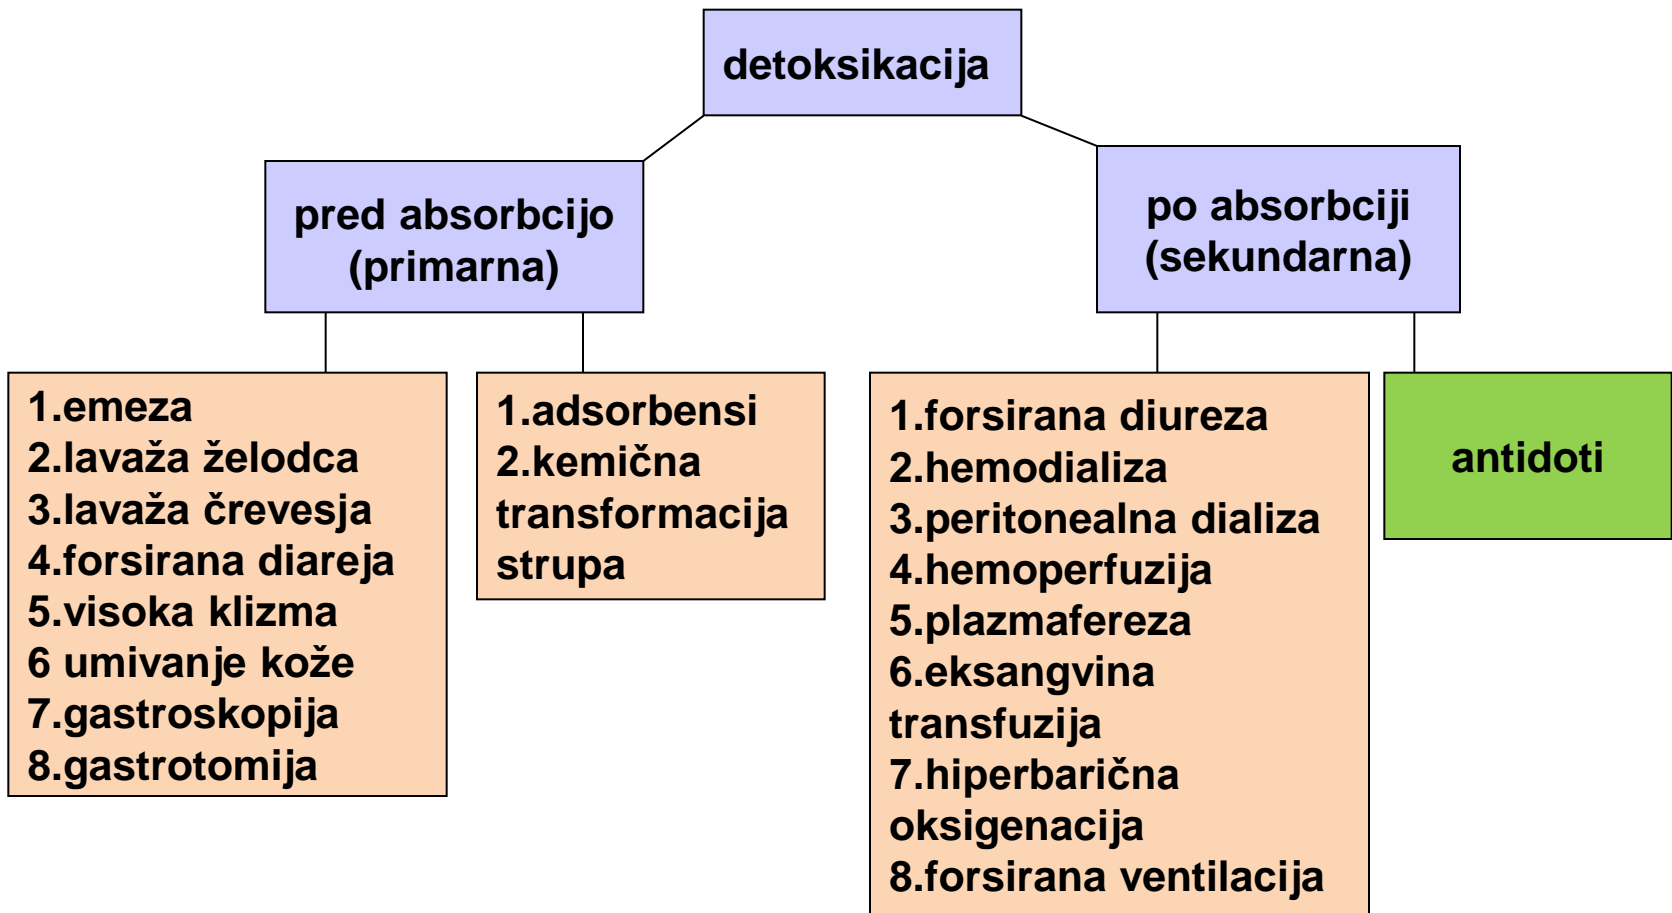 detoksikacija
pred absorbcijo
(primarna)
po absorbciji
(sekundarna)
1.emeza
2.lavaža želodca
3.lavaža črevesja
4.forsirana diareja
5.visoka klizma
6 umivanje kože
7.gastroskopija
8.gastrotomija
1.adsorbensi
2.kemična
transformacija
strupa
1.forsirana diureza
2.hemodializa
3.peritonealna dializa
4.hemoperfuzija
5.plazmafereza
6.eksangvina
transfuzija
7.hiperbarična
oksigenacija
8.forsirana ventilacija
antidoti